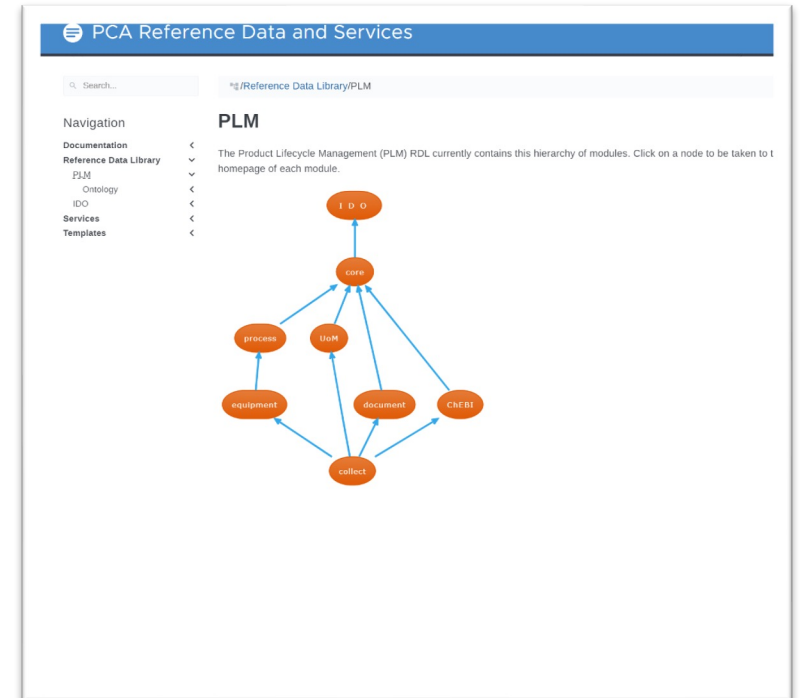 PCA Reference Data and Services
Search...
/Reference Data Library/PLM
Navigation
Documentation
Reference Data Library
PLM
Ontology
IDO
Services
Templates
PLM
The Product Lifecycle Management (PLM) RDL currently contains this hierarchy of modules. Click on a node to be taken to t
homepage of each module.
I D O
core
process
UoM
equipment
document
ChEBI
collect